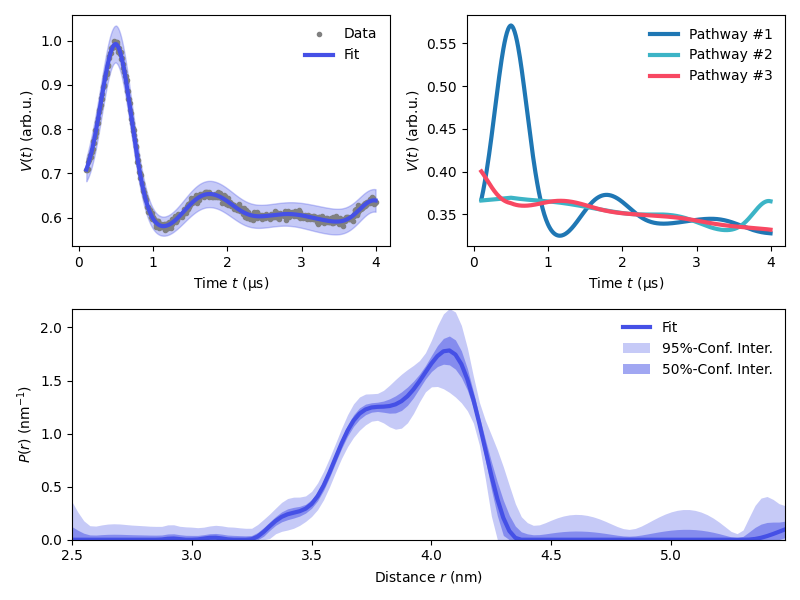 1.0
0.9
0.8
0.7
0.6
V(t) (arb.u.)
Data
Fit
0 1 2 3 4
Time t (μs)
0.55
0.50
0.45
0.40
0.35
V(t) (arb.u.)
Pathway #1
Pathway #2
Pathway #3
0 1 2 3 4
Time t (μs)
2.0
1.5
1.0
0.5
0.0
P(r) (nm⁻¹)
Fit
95%-Conf. Inter.
50%-Conf. Inter.
2.5 3.0 3.5 4.0 4.5 5.0
Distance r (nm)